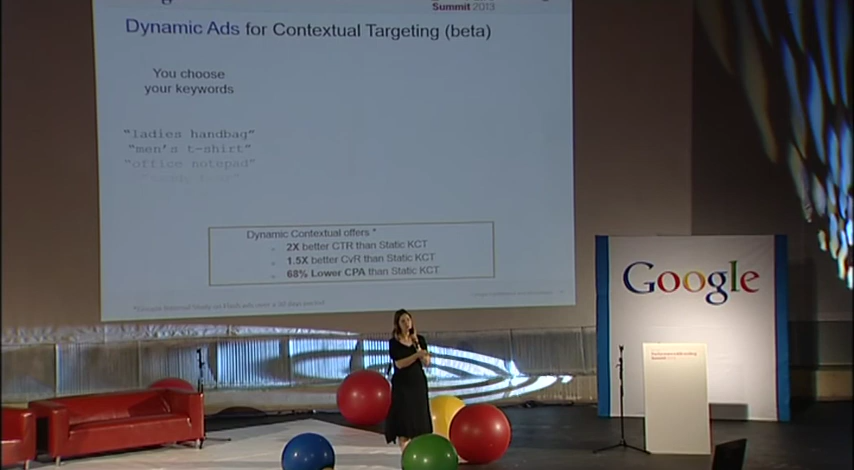 Summit 2013
Dynamic Ads for Contextual Targeting (beta)
You choose
your keywords
"ladies handbag"
"men's t-shirt"
"office notepad"
Dynamic Contextual offers *
2X better CTR than Static KCT
1.5X better CvR than Static KCT
68% Lower CPA than Static KCT
Google
Summit